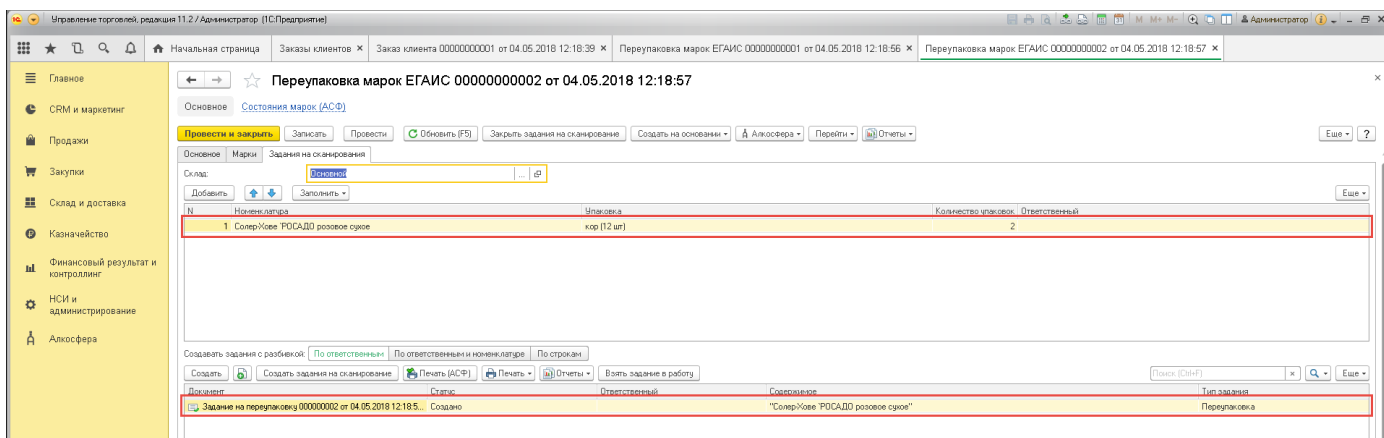 Управление торговлей, редакция 11.2 / Администратор (1С:Предприятие) M M+ M- Администратор
Начальная страница Заказы клиентов × Заказ клиента 00000000001 от 04.05.2018 12:18:39 × Переупаковка марок ЕГАИС 00000000001 от 04.05.2018 12:18:56 × Переупаковка марок ЕГАИС 00000000002 от 04.05.2018 12:18:57 ×
Главное
CRM и маркетинг
Продажи
Закупки
Склад и доставка
Казначейство
Финансовый результат и
контроллинг
НСИ и
администрирование
Алкосфера
Переупаковка марок ЕГАИС 00000000002 от 04.05.2018 12:18:57
Основное Состояния марок (АСФ)
Провести и закрыть Записать Провести Обновить (F5) Закрыть задания на сканирование Создать на основании Алкосфера Перейти Отчеты Еще ?
Основное Марки Задания на сканирования
Склад: Основной ...
Добавить Заполнить Еще
N Номенклатура Упаковка Количество упаковок Ответственный
1 Солер-Хове 'РОСАДО розовое сухое кор (12 шт) 2
Создавать задания с разбивкой: По ответственным По ответственным и номенклатуре По строкам
Создать Создать задания на сканирование Печать (АСФ) Печать Отчеты Взять задание в работу Поиск (Ctrl+F) × Еще
Документ Статус Ответственный Содержимое Тип задания
Задание на переупаковку 000000002 от 04.05.2018 12:18:5... Создано "Солер-Хове 'РОСАДО розовое сухое" Переупаковка